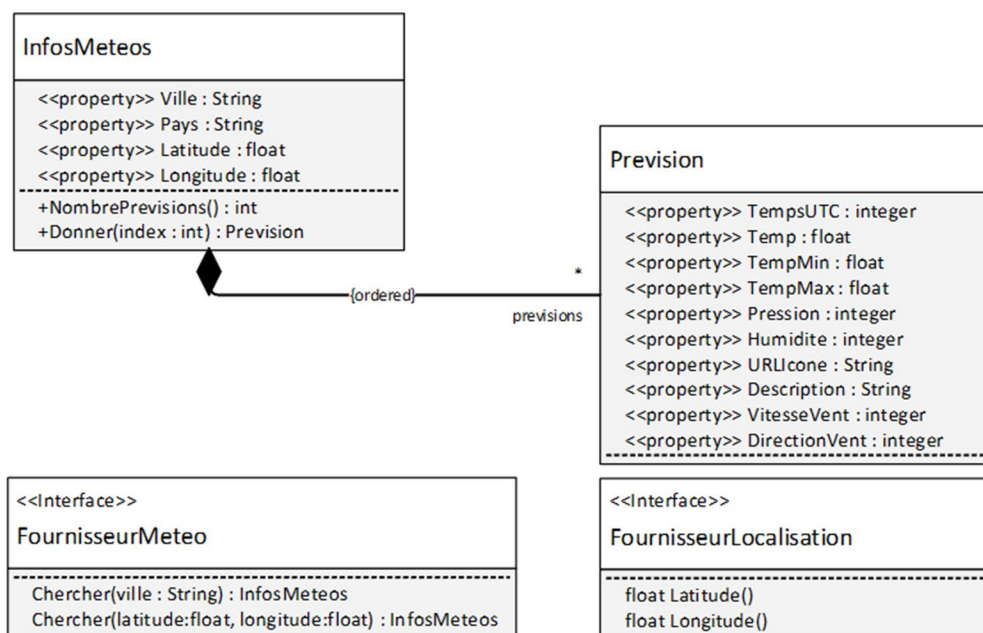 InfosMeteos
<<property>> Ville : String
<<property>> Pays : String
<<property>> Latitude : float
<<property>> Longitude : float
+NombrePrevisions() : int
+Donner(index : int) : Prevision
{ordered}
*
previsions
Prevision
<<property>> TempsUTC : integer
<<property>> Temp : float
<<property>> TempMin : float
<<property>> TempMax : float
<<property>> Pression : integer
<<property>> Humidite : integer
<<property>> URLIcone : String
<<property>> Description : String
<<property>> VitesseVent : integer
<<property>> DirectionVent : integer
<<Interface>>
FournisseurMeteo
Chercher(ville : String) : InfosMeteos
Chercher(latitude:float, longitude:float) : InfosMeteos
<<Interface>>
FournisseurLocalisation
float Latitude()
float Longitude()